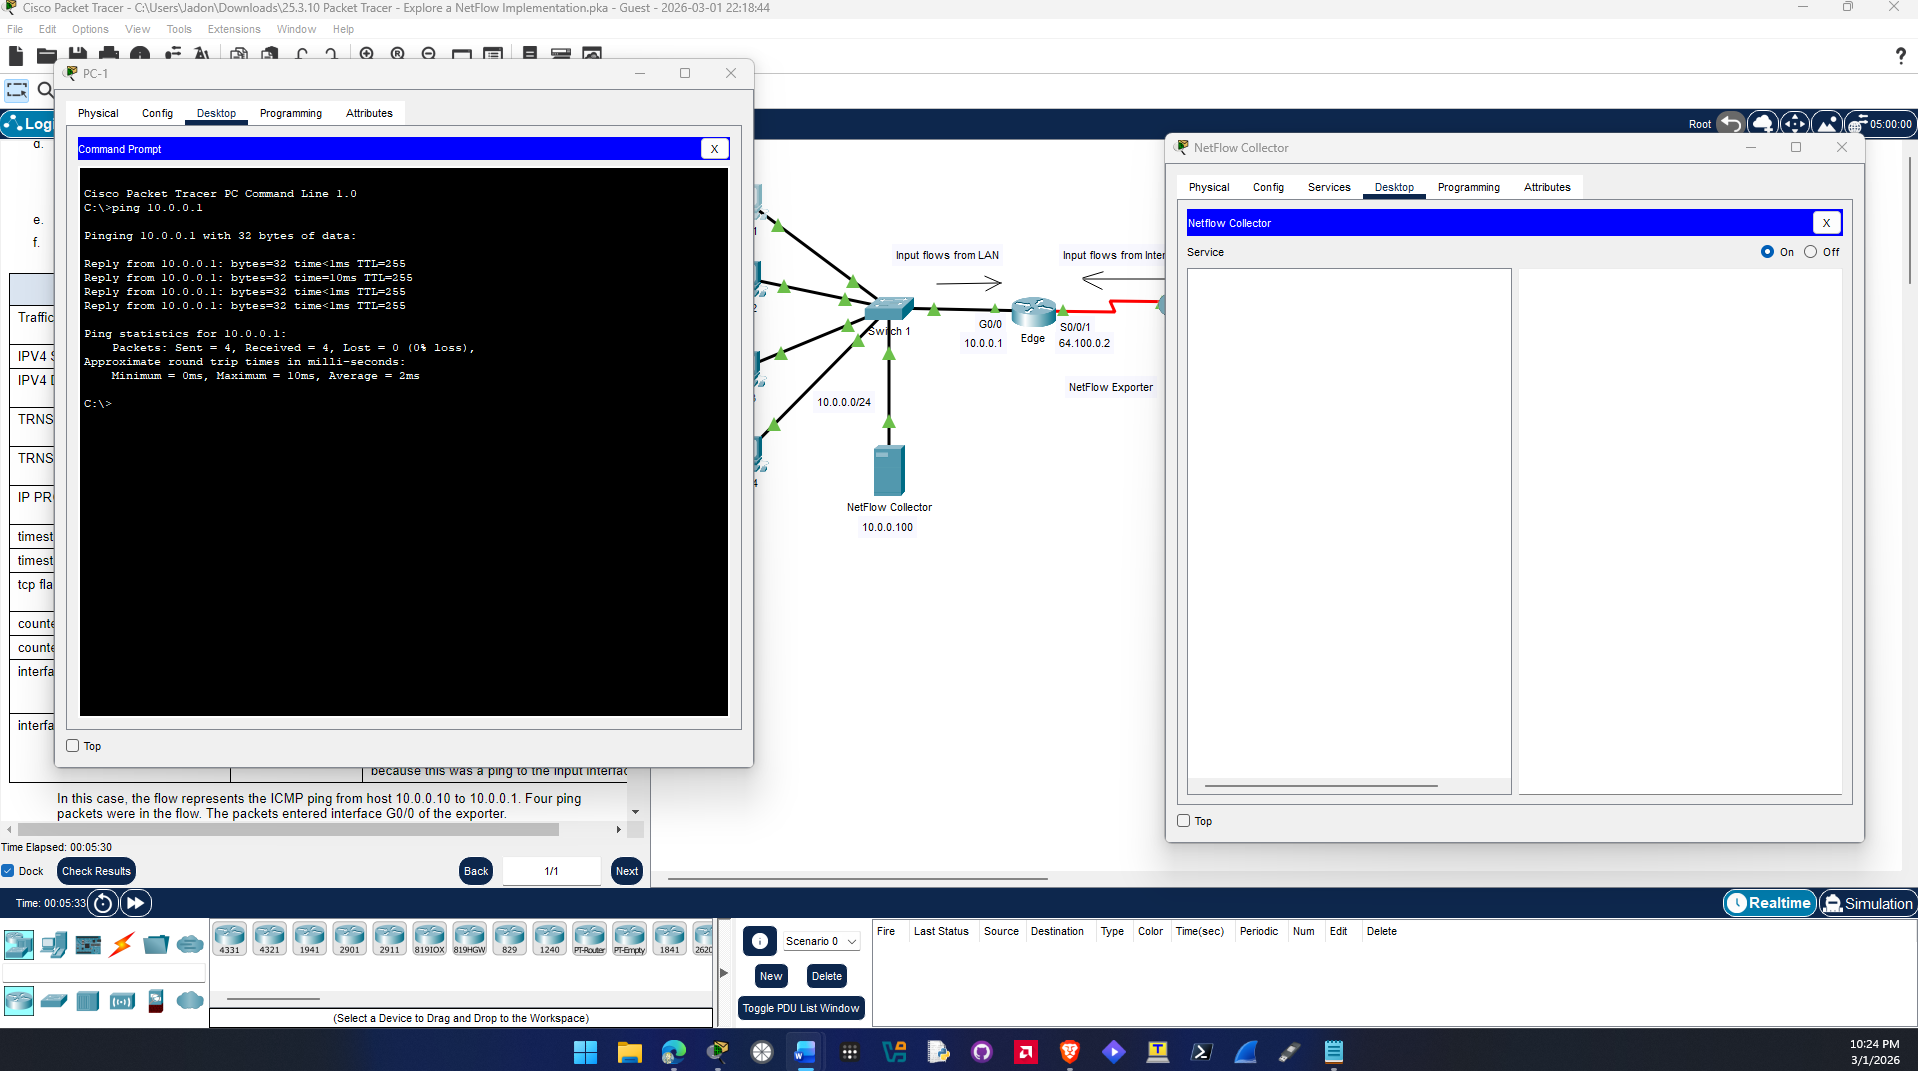 Cisco Packet Tracer - C:\Users\Jadon\Downloads\25.3.10 Packet Tracer - Explore a NetFlow Implementation.pka - Guest - 2026-03-01 22:18:44
File Edit Options View Tools Extensions Window Help
PC-1
Physical Config Desktop Programming Attributes
Command Prompt X
Cisco Packet Tracer PC Command Line 1.0
C:\>ping 10.0.0.1
Pinging 10.0.0.1 with 32 bytes of data:
Reply from 10.0.0.1: bytes=32 time<1ms TTL=255
Reply from 10.0.0.1: bytes=32 time=10ms TTL=255
Reply from 10.0.0.1: bytes=32 time<1ms TTL=255
Reply from 10.0.0.1: bytes=32 time<1ms TTL=255
Ping statistics for 10.0.0.1:
Packets: Sent = 4, Received = 4, Lost = 0 (0% loss),
Approximate round trip times in milli-seconds:
Minimum = 0ms, Maximum = 10ms, Average = 2ms
C:\>
Top
Logi
e.
f.
Traffic
IPV4 S
IPV4 D
TRNS
TRNS
IP PR
timest
timest
tcp fla
counte
counte
interfa
interfa
because this was a ping to the input interfac
In this case, the flow represents the ICMP ping from host 10.0.0.10 to 10.0.0.1. Four ping
packets were in the flow. The packets entered interface G0/0 of the exporter.
Time Elapsed: 00:05:30
Dock Check Results Back 1/1 Next
Root 05:00:00
Input flows from LAN
Input flows from Inter
Switch 1
G0/0
10.0.0.1
Edge
S0/0/1
64.100.0.2
NetFlow Exporter
10.0.0.0/24
NetFlow Collector
10.0.0.100
1
2
4
NetFlow Collector
Physical Config Services Desktop Programming Attributes
Netflow Collector X
Service On Off
Top
Time: 00:05:33
Realtime Simulation
4331 4321 1941 2901 2911 819IOX 819HGW 829 1240 PT-Router PT-Empty 1841 2620
(Select a Device to Drag and Drop to the Workspace)
Scenario 0
New Delete
Toggle PDU List Window
Fire Last Status Source Destination Type Color Time(sec) Periodic Num Edit Delete
10:24 PM
3/1/2026